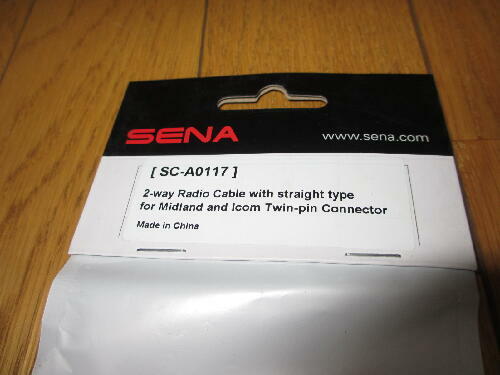 SENA
www.sena.com
[ SC-A0117 ]
2-way Radio Cable with straight type
for Midland and Icom Twin-pin Connector
Made in China